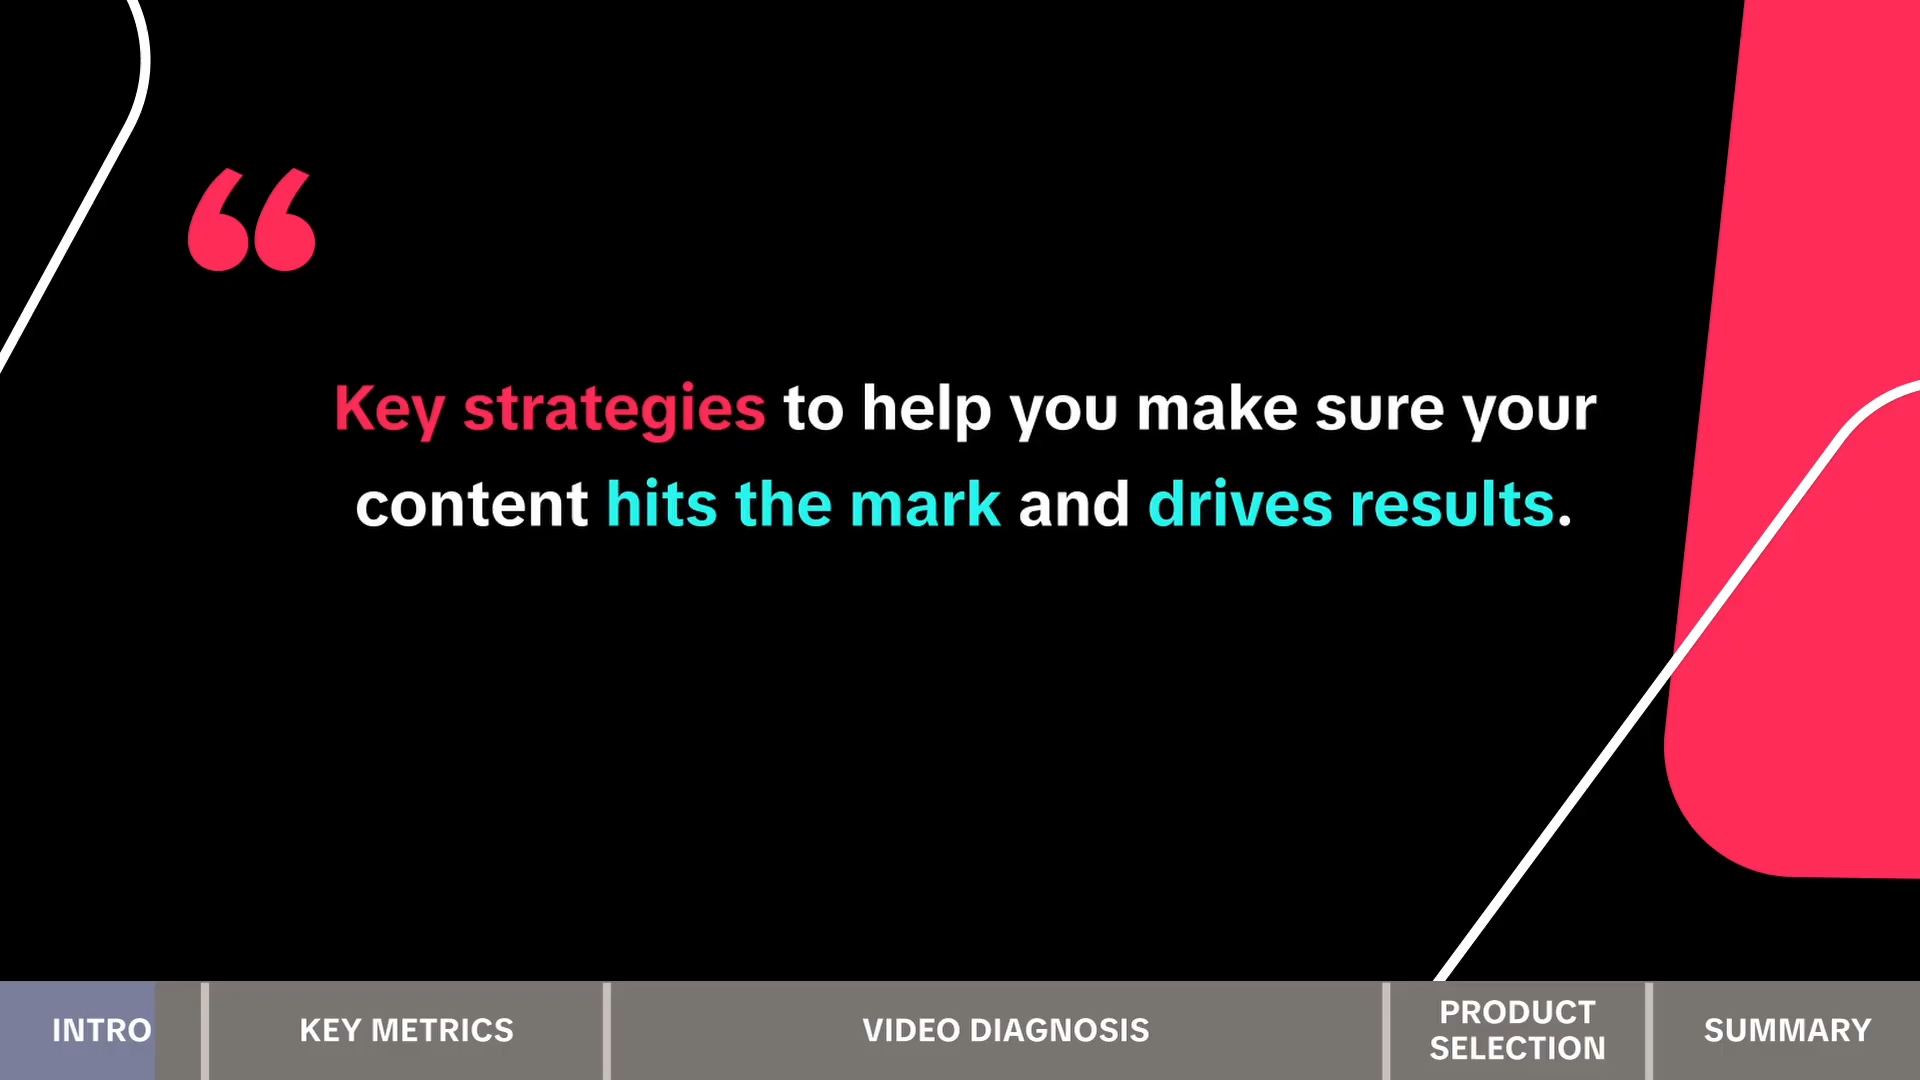 “
Key strategies to help you make sure your
content hits the mark and drives results.
INTRO
KEY METRICS
VIDEO DIAGNOSIS
PRODUCT
SELECTION
SUMMARY